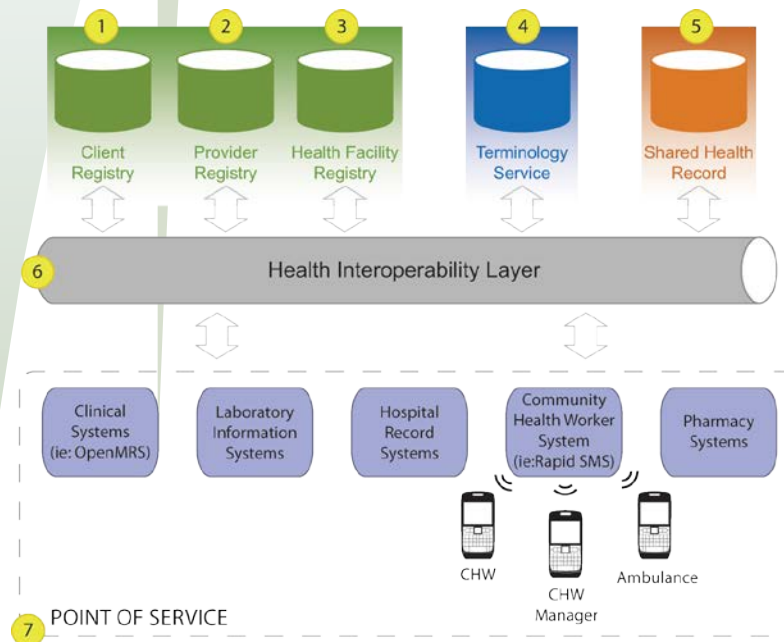 1
2
3
4
5
Client
Registry
Provider
Registry
Health Facility
Registry
Terminology
Service
Shared Health
Record
6
Health Interoperability Layer
Clinical
Systems
(ie: OpenMRS)
Laboratory
Information
Systems
Hospital
Record
Systems
Community
Health Worker
System
(ie:Rapid SMS)
Pharmacy
Systems
CHW
CHW
Manager
Ambulance
7
POINT OF SERVICE